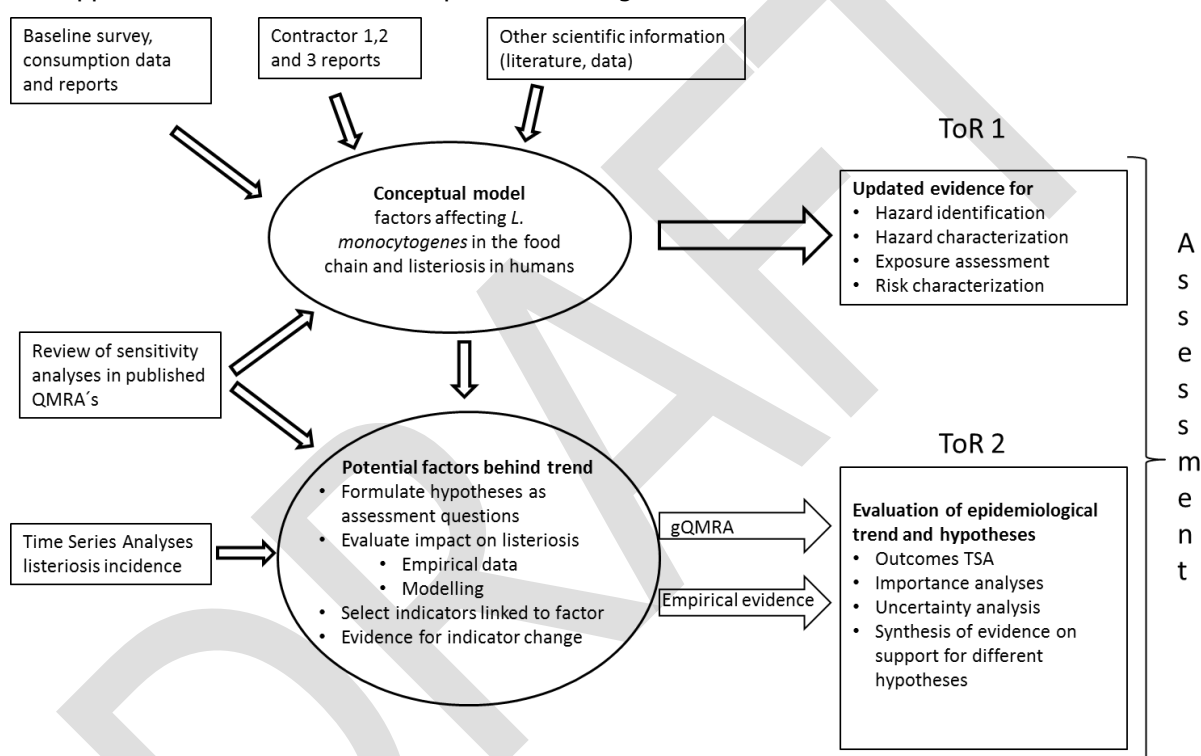 Baseline survey,
consumption data
and reports
Contractor 1,2
and 3 reports
Other scientific information
(literature, data)
Conceptual model
factors affecting L.
monocytogenes in the food
chain and listeriosis in humans
ToR 1
Updated evidence for
• Hazard identification
• Hazard characterization
• Exposure assessment
• Risk characterization
Review of sensitivity
analyses in published
QMRA´s
Time Series Analyses
listeriosis incidence
Potential factors behind trend
• Formulate hypotheses as
assessment questions
• Evaluate impact on listeriosis
• Empirical data
• Modelling
• Select indicators linked to factor
• Evidence for indicator change
gQMRA
Empirical evidence
ToR 2
Evaluation of epidemiological
trend and hypotheses
• Outcomes TSA
• Importance analyses
• Uncertainty analysis
• Synthesis of evidence on
support for different
hypotheses
Assessment
DRAFT